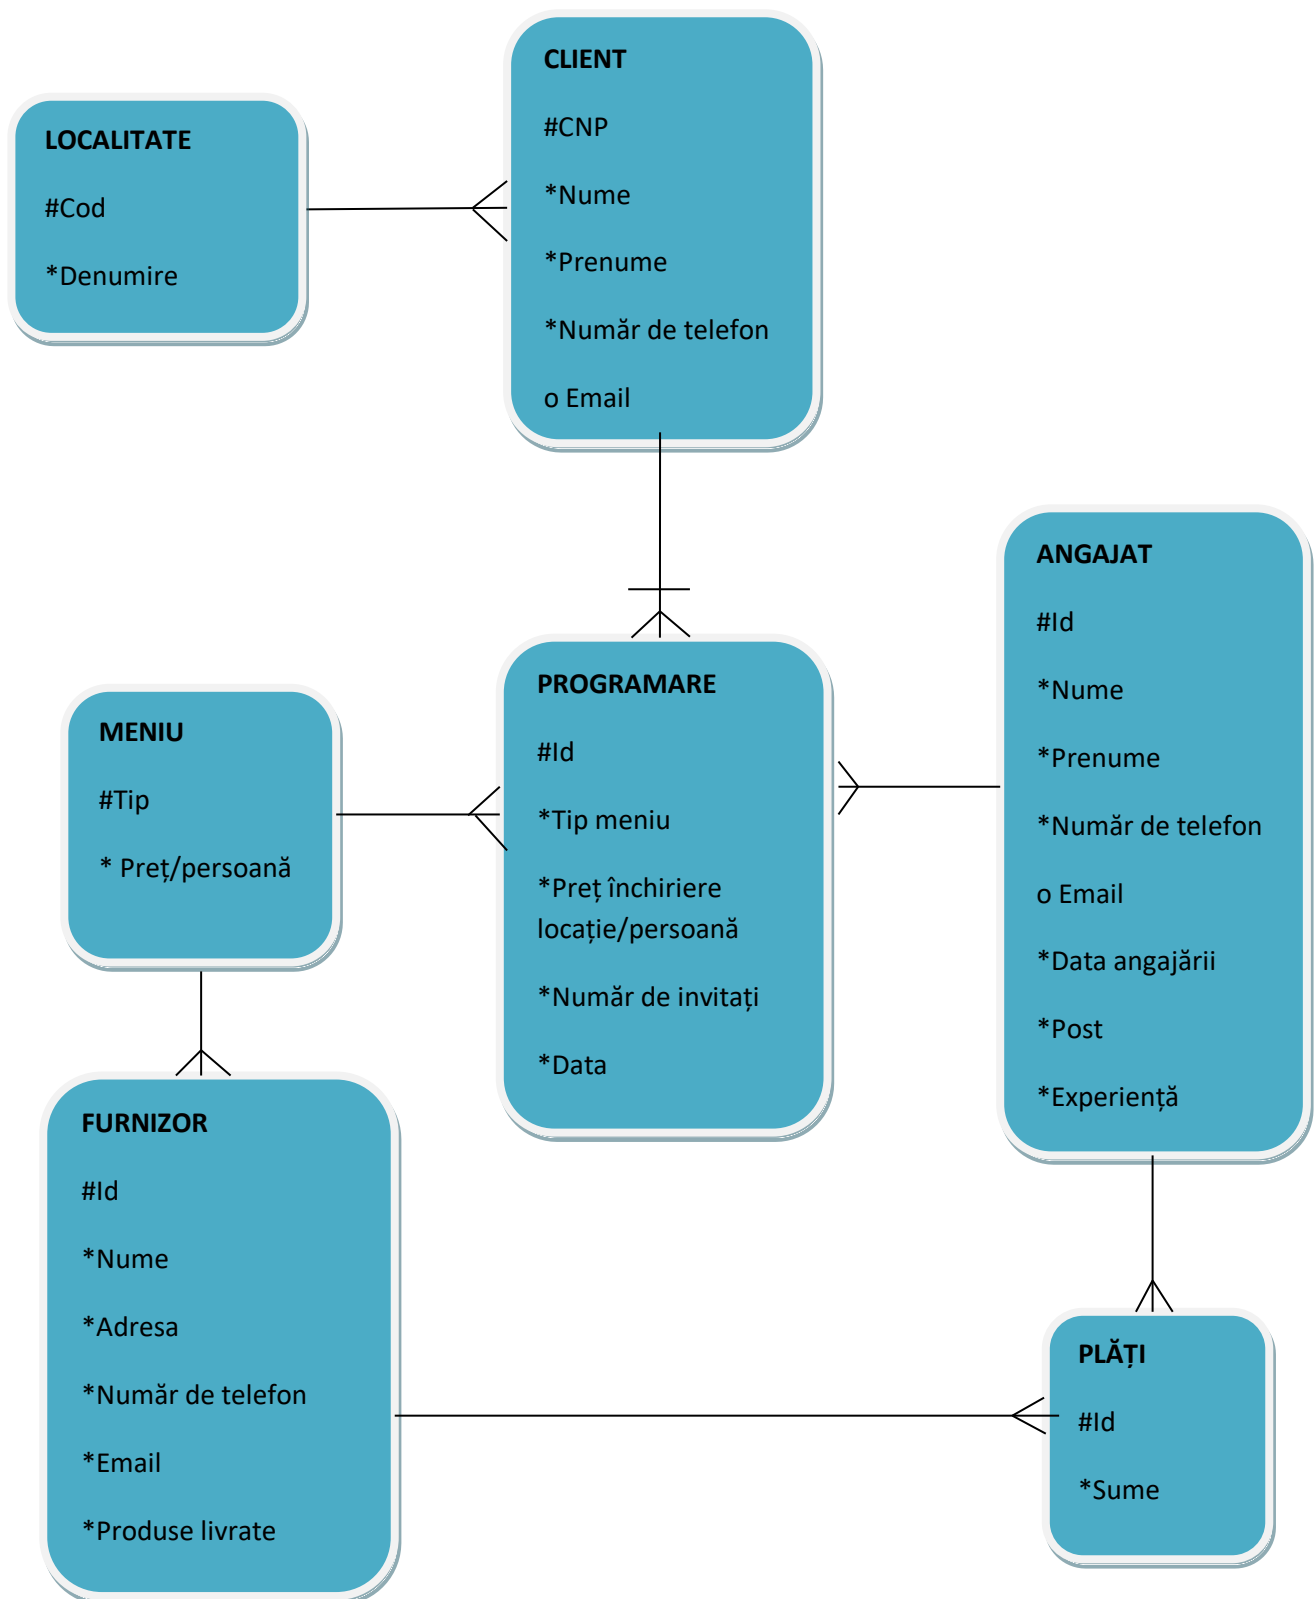 LOCALITATE
#Cod
*Denumire
CLIENT
#CNP
*Nume
*Prenume
*Număr de telefon
o Email
MENIU
#Tip
* Preț/persoană
PROGRAMARE
#Id
*Tip meniu
*Preț închiriere
locație/persoană
*Număr de invitați
*Data
ANGAJAT
#Id
*Nume
*Prenume
*Număr de telefon
o Email
*Data angajării
*Post
*Experiență
FURNIZOR
#Id
*Nume
*Adresa
*Număr de telefon
*Email
*Produse livrate
PLĂȚI
#Id
*Sume